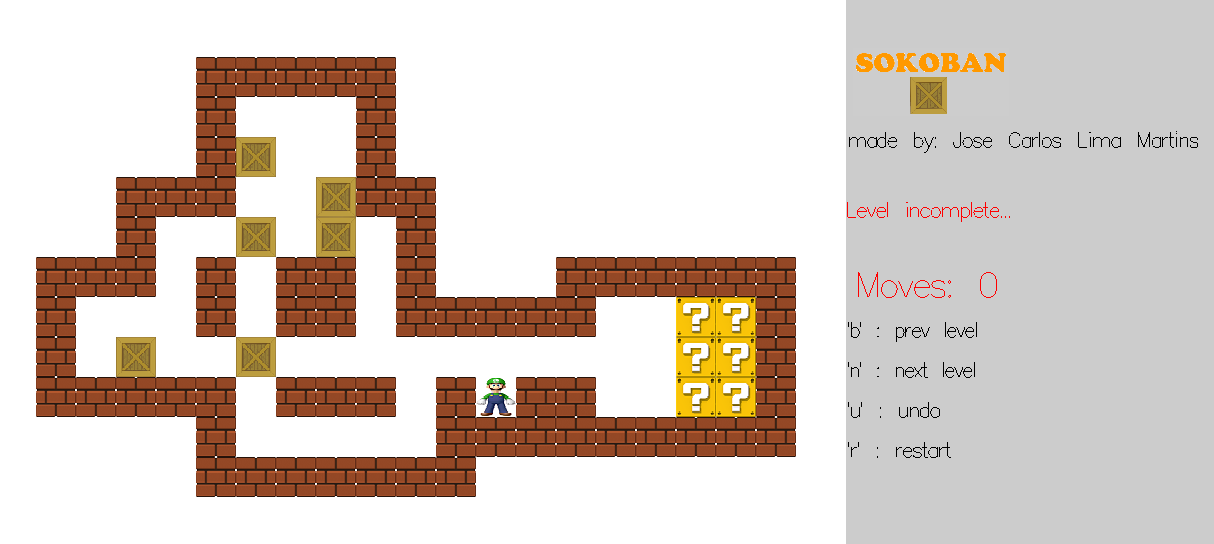 SOKOBAN
made by: Jose Carlos Lima Martins
Level incomplete...
Moves: 0
'b' : prev level
'n' : next level
'u' : undo
'r' : restart
? ?
? ?
? ?